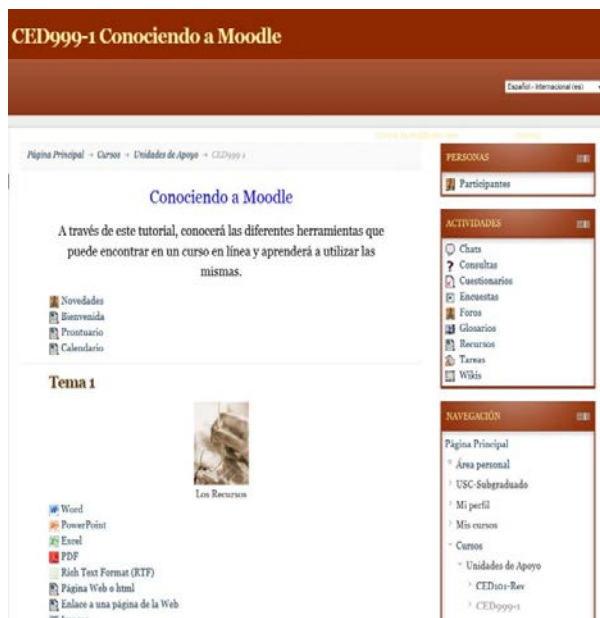 CED999-1 Conociendo a Moodle
Español - Internacional (es)
Página Principal → Cursos → Unidades de Apoyo → CED999-1
Conociendo a Moodle
A través de este tutorial, conocerá las diferentes herramientas que
puede encontrar en un curso en línea y aprenderá a utilizar las
mismas.
Novedades
Bienvenida
Prontuario
Calendario
Tema 1
Los Recursos
Word
PowerPoint
Excel
PDF
Rich Text Format (RTF)
Página Web o html
Enlace a una página de la Web
PERSONAS
Participantes
ACTIVIDADES
Chats
Consultas
Cuestionarios
Encuestas
Foros
Glosarios
Recursos
Tareas
Wikis
NAVEGACIÓN
Página Principal
Área personal
USC-Subgraduado
Mi perfil
Mis cursos
Cursos
Unidades de Apoyo
CED101-Rev
CED999-1